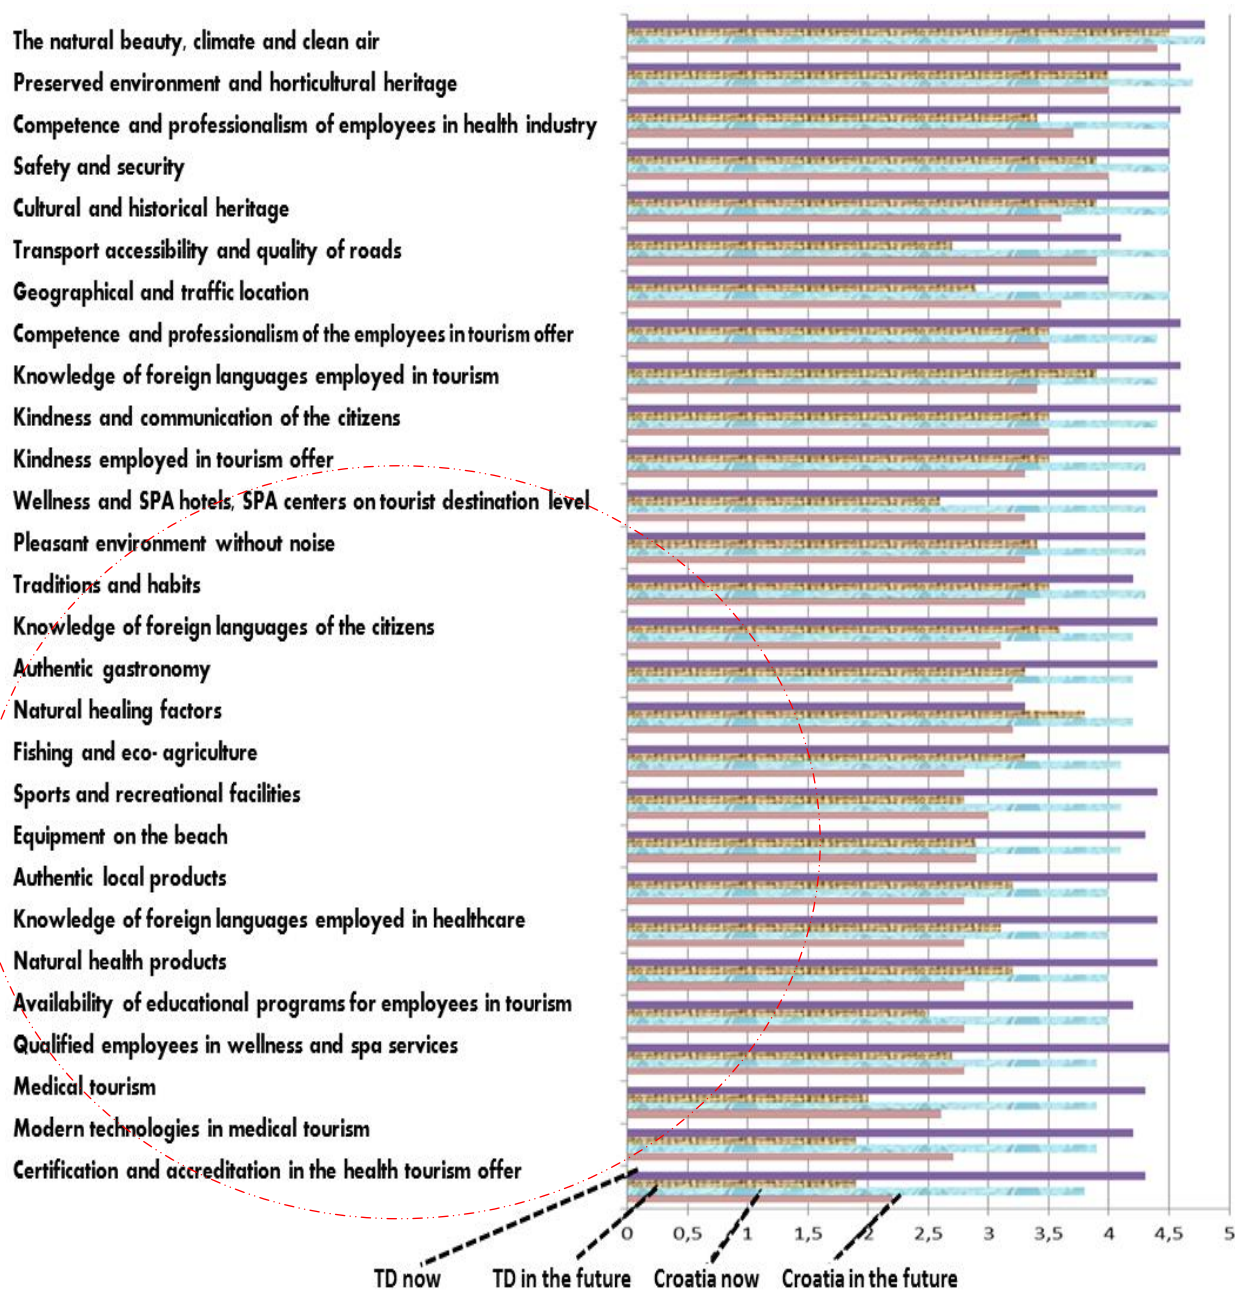 The natural beauty, climate and clean air
Preserved environment and horticultural heritage
Competence and professionalism of employees in health industry
Safety and security
Cultural and historical heritage
Transport accessibility and quality of roads
Geographical and traffic location
Competence and professionalism of the employees in tourism offer
Knowledge of foreign languages employed in tourism
Kindness and communication of the citizens
Kindness employed in tourism offer
Wellness and SPA hotels, SPA centers on tourist destination level
Pleasant environment without noise
Traditions and habits
Knowledge of foreign languages of the citizens
Authentic gastronomy
Natural healing factors
Fishing and eco- agriculture
Sports and recreational facilities
Equipment on the beach
Authentic local products
Knowledge of foreign languages employed in healthcare
Natural health products
Availability of educational programs for employees in tourism
Qualified employees in wellness and spa services
Medical tourism
Modern technologies in medical tourism
Certification and accreditation in the health tourism offer
0 0,5 1 1,5 2 2,5 3 3,5 4 4,5 5
TD now TD in the future Croatia now Croatia in the future